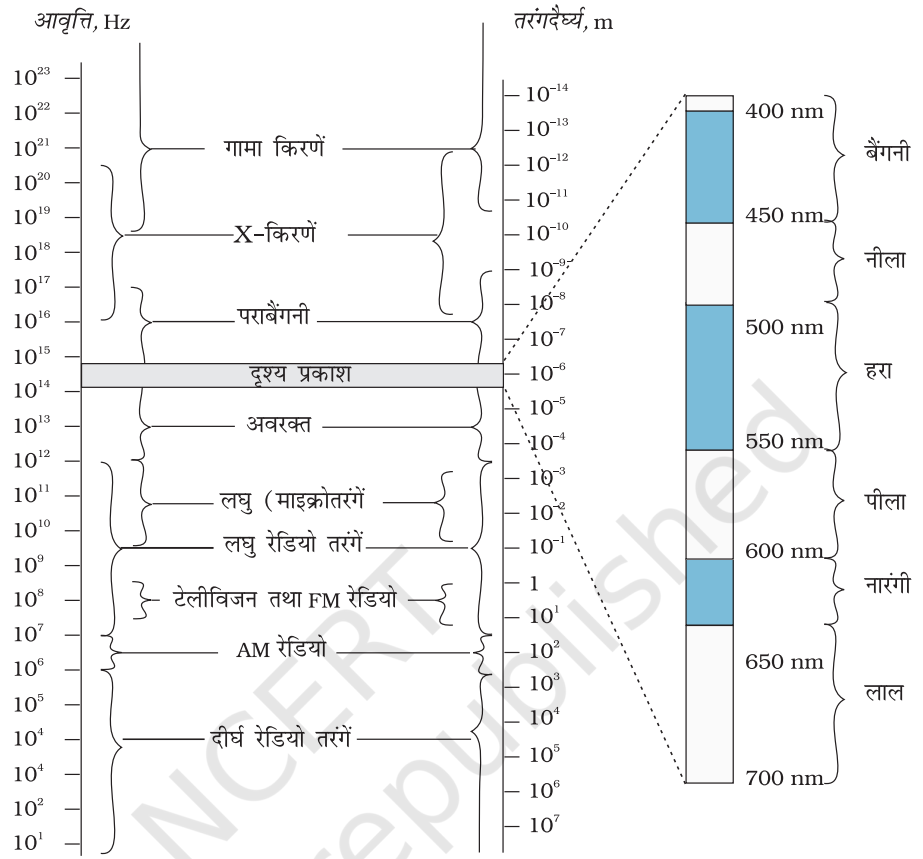 आवृत्ति, Hz
10²³
10²²
10²¹
10²⁰
10¹⁹
10¹⁸
10¹⁷
10¹⁶
10¹⁵
10¹⁴
10¹³
10¹²
10¹¹
10¹⁰
10⁹
10⁸
10⁷
10⁶
10⁵
10⁴
10⁴
10²
10¹
गामा किरणें
X-किरणें
पराबैंगनी
दृश्य प्रकाश
अवरक्त
लघु (माइक्रोतरंगें
लघु रेडियो तरंगें
टेलीविजन तथा FM रेडियो
AM रेडियो
दीर्घ रेडियो तरंगें
तरंगदैर्घ्य, m
10⁻¹⁴
10⁻¹³
10⁻¹²
10⁻¹¹
10⁻¹⁰
10⁻⁹
10⁻⁸
10⁻⁷
10⁻⁶
10⁻⁵
10⁻⁴
10⁻³
10⁻²
10⁻¹
1
10¹
10²
10³
10⁴
10⁵
10⁶
10⁷
400 nm
450 nm
500 nm
550 nm
600 nm
650 nm
700 nm
बैंगनी
नीला
हरा
पीला
नारंगी
लाल
NCERT
republished